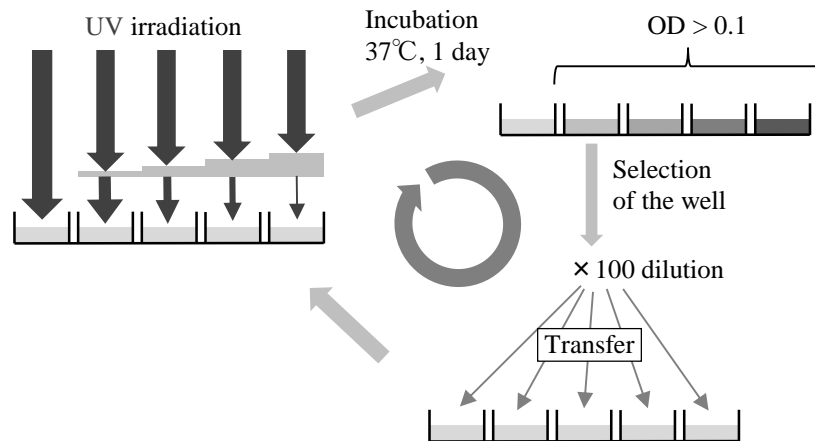 UV irradiation
Incubation
37℃, 1 day
OD > 0.1
Selection
of the well
× 100 dilution
Transfer